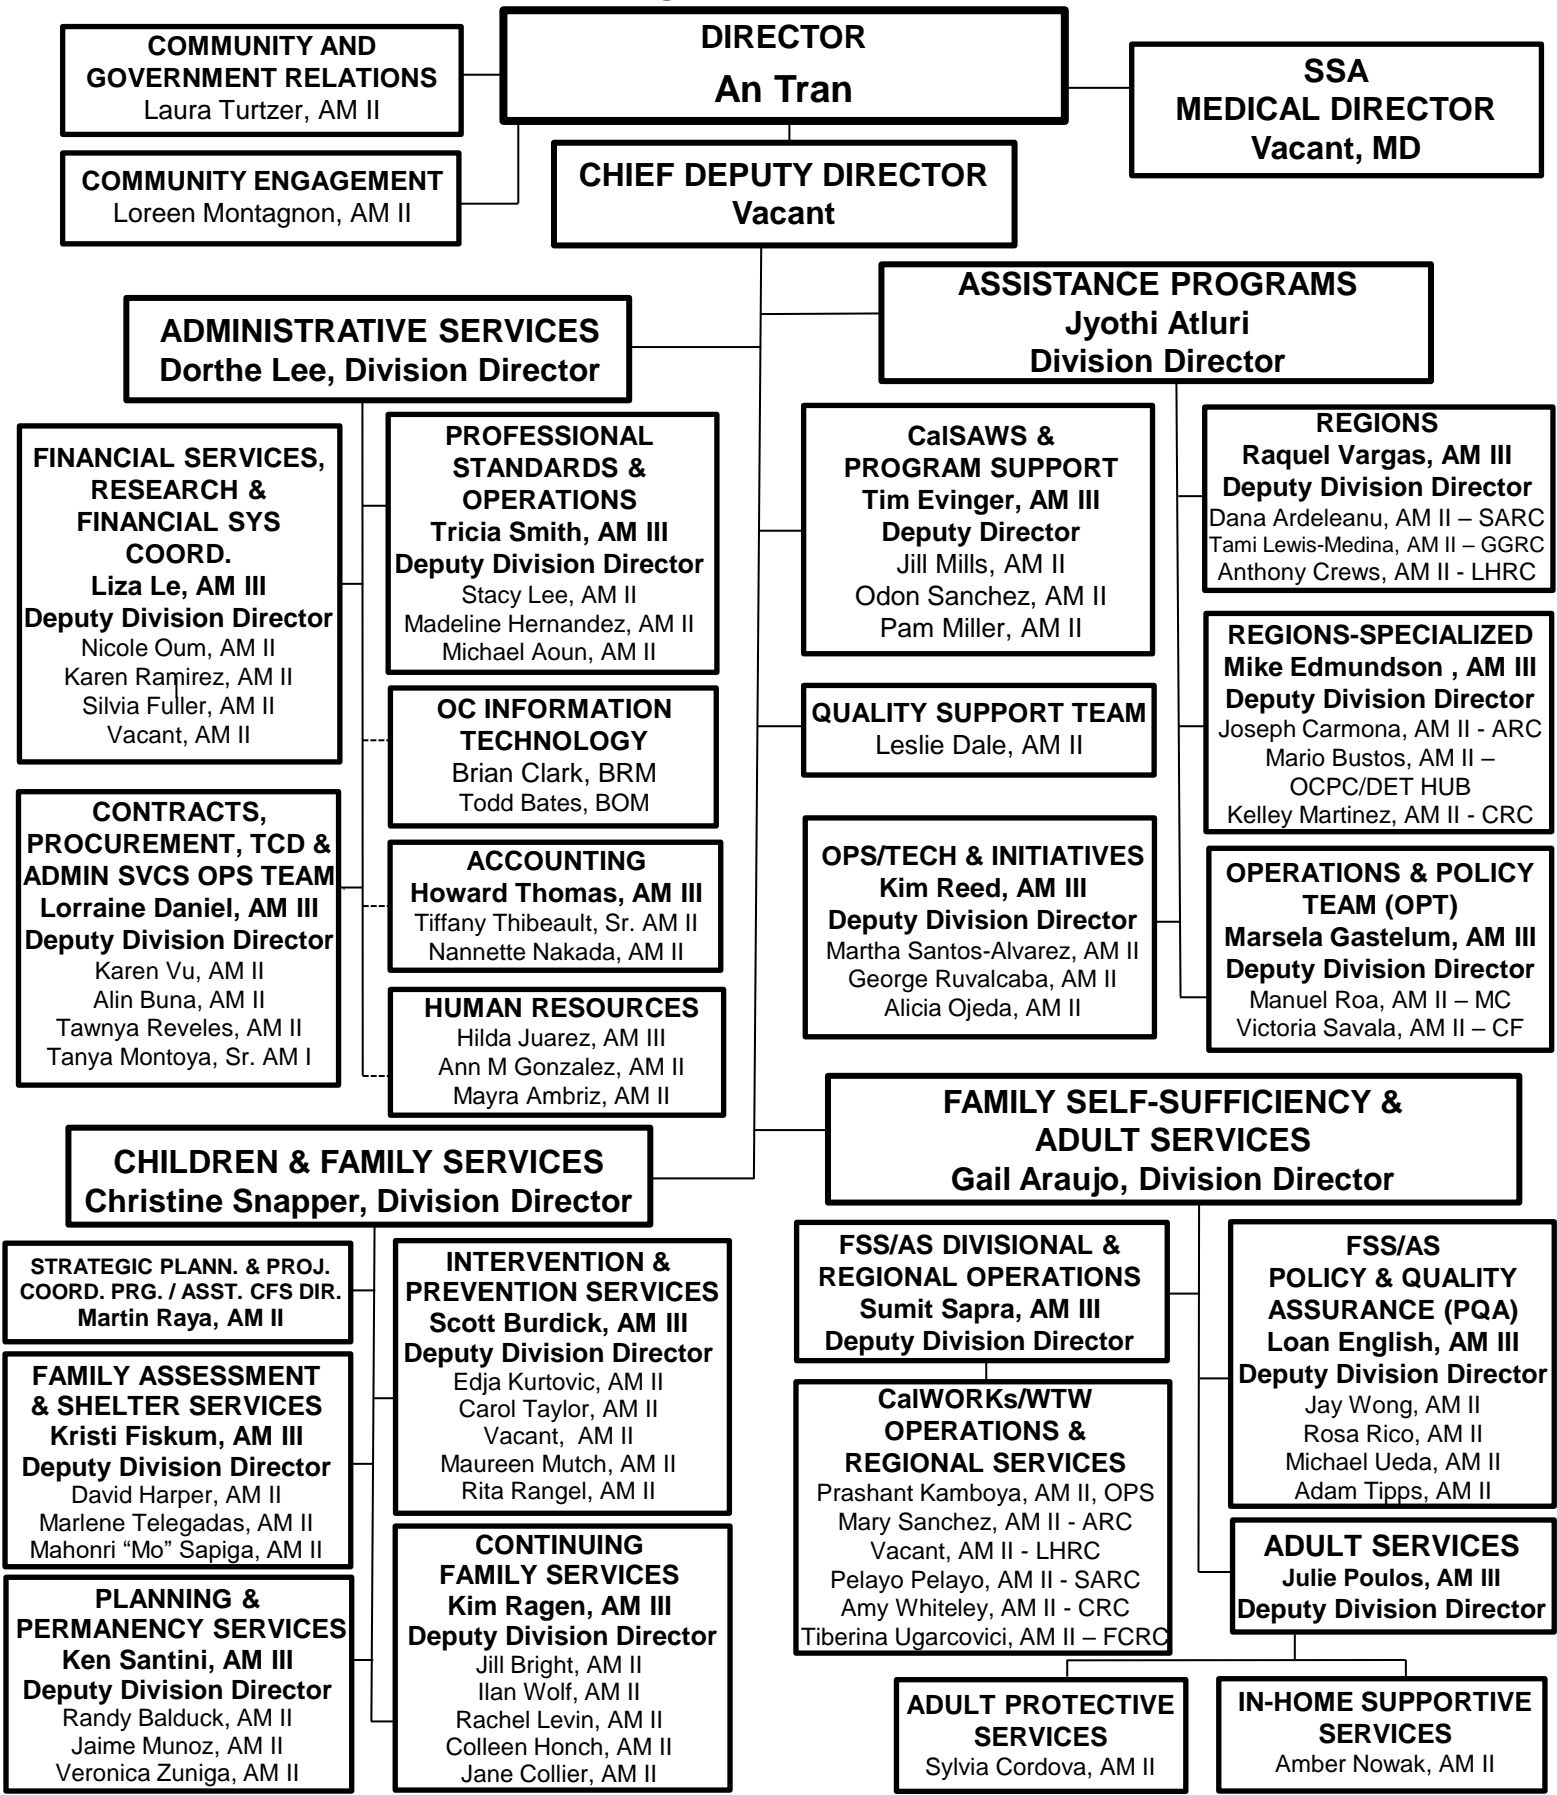 DIRECTOR
An Tran
COMMUNITY AND
GOVERNMENT RELATIONS
Laura Turtzer, AM II
SSA
MEDICAL DIRECTOR
Vacant, MD
COMMUNITY ENGAGEMENT
Loreen Montagnon, AM II
CHIEF DEPUTY DIRECTOR
Vacant
ADMINISTRATIVE SERVICES
Dorthe Lee, Division Director
ASSISTANCE PROGRAMS
Jyothi Atluri
Division Director
FINANCIAL SERVICES,
RESEARCH &
FINANCIAL SYS
COORD.
Liza Le, AM III
Deputy Division Director
Nicole Oum, AM II
Karen Ramirez, AM II
Silvia Fuller, AM II
Vacant, AM II
PROFESSIONAL
STANDARDS &
OPERATIONS
Tricia Smith, AM III
Deputy Division Director
Stacy Lee, AM II
Madeline Hernandez, AM II
Michael Aoun, AM II
CalSAWS &
PROGRAM SUPPORT
Tim Evinger, AM III
Deputy Director
Jill Mills, AM II
Odon Sanchez, AM II
Pam Miller, AM II
REGIONS
Raquel Vargas, AM III
Deputy Division Director
Dana Ardeleanu, AM II – SARC
Tami Lewis-Medina, AM II – GGRC
Anthony Crews, AM II - LHRC
REGIONS-SPECIALIZED
Mike Edmundson , AM III
Deputy Division Director
Joseph Carmona, AM II - ARC
Mario Bustos, AM II –
OCPC/DET HUB
Kelley Martinez, AM II - CRC
OC INFORMATION
TECHNOLOGY
Brian Clark, BRM
Todd Bates, BOM
QUALITY SUPPORT TEAM
Leslie Dale, AM II
CONTRACTS,
PROCUREMENT, TCD &
ADMIN SVCS OPS TEAM
Lorraine Daniel, AM III
Deputy Division Director
Karen Vu, AM II
Alin Buna, AM II
Tawnya Reveles, AM II
Tanya Montoya, Sr. AM I
ACCOUNTING
Howard Thomas, AM III
Tiffany Thibeault, Sr. AM II
Nannette Nakada, AM II
OPS/TECH & INITIATIVES
Kim Reed, AM III
Deputy Division Director
Martha Santos-Alvarez, AM II
George Ruvalcaba, AM II
Alicia Ojeda, AM II
OPERATIONS & POLICY
TEAM (OPT)
Marsela Gastelum, AM III
Deputy Division Director
Manuel Roa, AM II – MC
Victoria Savala, AM II – CF
HUMAN RESOURCES
Hilda Juarez, AM III
Ann M Gonzalez, AM II
Mayra Ambriz, AM II
CHILDREN & FAMILY SERVICES
Christine Snapper, Division Director
FAMILY SELF-SUFFICIENCY &
ADULT SERVICES
Gail Araujo, Division Director
STRATEGIC PLANN. & PROJ.
COORD. PRG. / ASST. CFS DIR.
Martin Raya, AM II
INTERVENTION &
PREVENTION SERVICES
Scott Burdick, AM III
Deputy Division Director
Edja Kurtovic, AM II
Carol Taylor, AM II
Vacant, AM II
Maureen Mutch, AM II
Rita Rangel, AM II
FAMILY ASSESSMENT
& SHELTER SERVICES
Kristi Fiskum, AM III
Deputy Division Director
David Harper, AM II
Marlene Telegadas, AM II
Mahonri “Mo” Sapiga, AM II
CONTINUING
FAMILY SERVICES
Kim Ragen, AM III
Deputy Division Director
Jill Bright, AM II
Ilan Wolf, AM II
Rachel Levin, AM II
Colleen Honch, AM II
Jane Collier, AM II
PLANNING &
PERMANENCY SERVICES
Ken Santini, AM III
Deputy Division Director
Randy Balduck, AM II
Jaime Munoz, AM II
Veronica Zuniga, AM II
FSS/AS DIVISIONAL &
REGIONAL OPERATIONS
Sumit Sapra, AM III
Deputy Division Director
CalWORKs/WTW
OPERATIONS &
REGIONAL SERVICES
Prashant Kamboya, AM II, OPS
Mary Sanchez, AM II - ARC
Vacant, AM II - LHRC
Pelayo Pelayo, AM II - SARC
Amy Whiteley, AM II - CRC
Tiberina Ugarcovici, AM II – FCRC
FSS/AS
POLICY & QUALITY
ASSURANCE (PQA)
Loan English, AM III
Deputy Division Director
Jay Wong, AM II
Rosa Rico, AM II
Michael Ueda, AM II
Adam Tipps, AM II
ADULT SERVICES
Julie Poulos, AM III
Deputy Division Director
ADULT PROTECTIVE
SERVICES
Sylvia Cordova, AM II
IN-HOME SUPPORTIVE
SERVICES
Amber Nowak, AM II